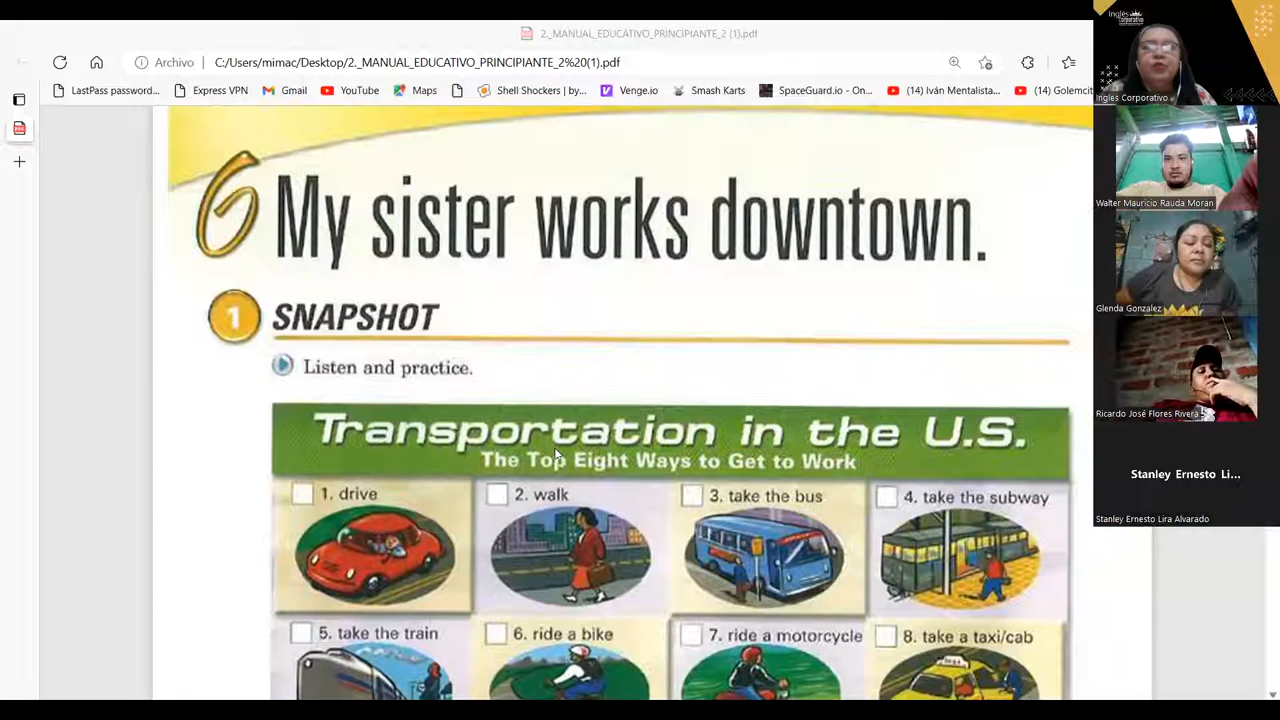 2._MANUAL_EDUCATIVO_PRINCIPIANTE_2 (1).pdf
Archivo
C:/Users/mimac/Desktop/2._MANUAL_EDUCATIVO_PRINCIPIANTE_2%20(1).pdf
LastPass password...
Express VPN
Gmail
YouTube
Maps
Shell Shockers | by...
Venge.io
Smash Karts
SpaceGuard.io - On...
(14) Iván Mentalista...
(14) Golemcit
6 My sister works downtown.
1 SNAPSHOT
Listen and practice.
Transportation in the U.S.
The Top Eight Ways to Get to Work
1. drive
2. walk
3. take the bus
4. take the subway
5. take the train
6. ride a bike
7. ride a motorcycle
8. take a taxi/cab
Inglés
Corporativo
Ingles Corporativo
Walter Mauricio Rauda Moran
Glenda Gonzalez
Ricardo José Flores Rivera
Stanley Ernesto Li...
Stanley Ernesto Lira Alvarado